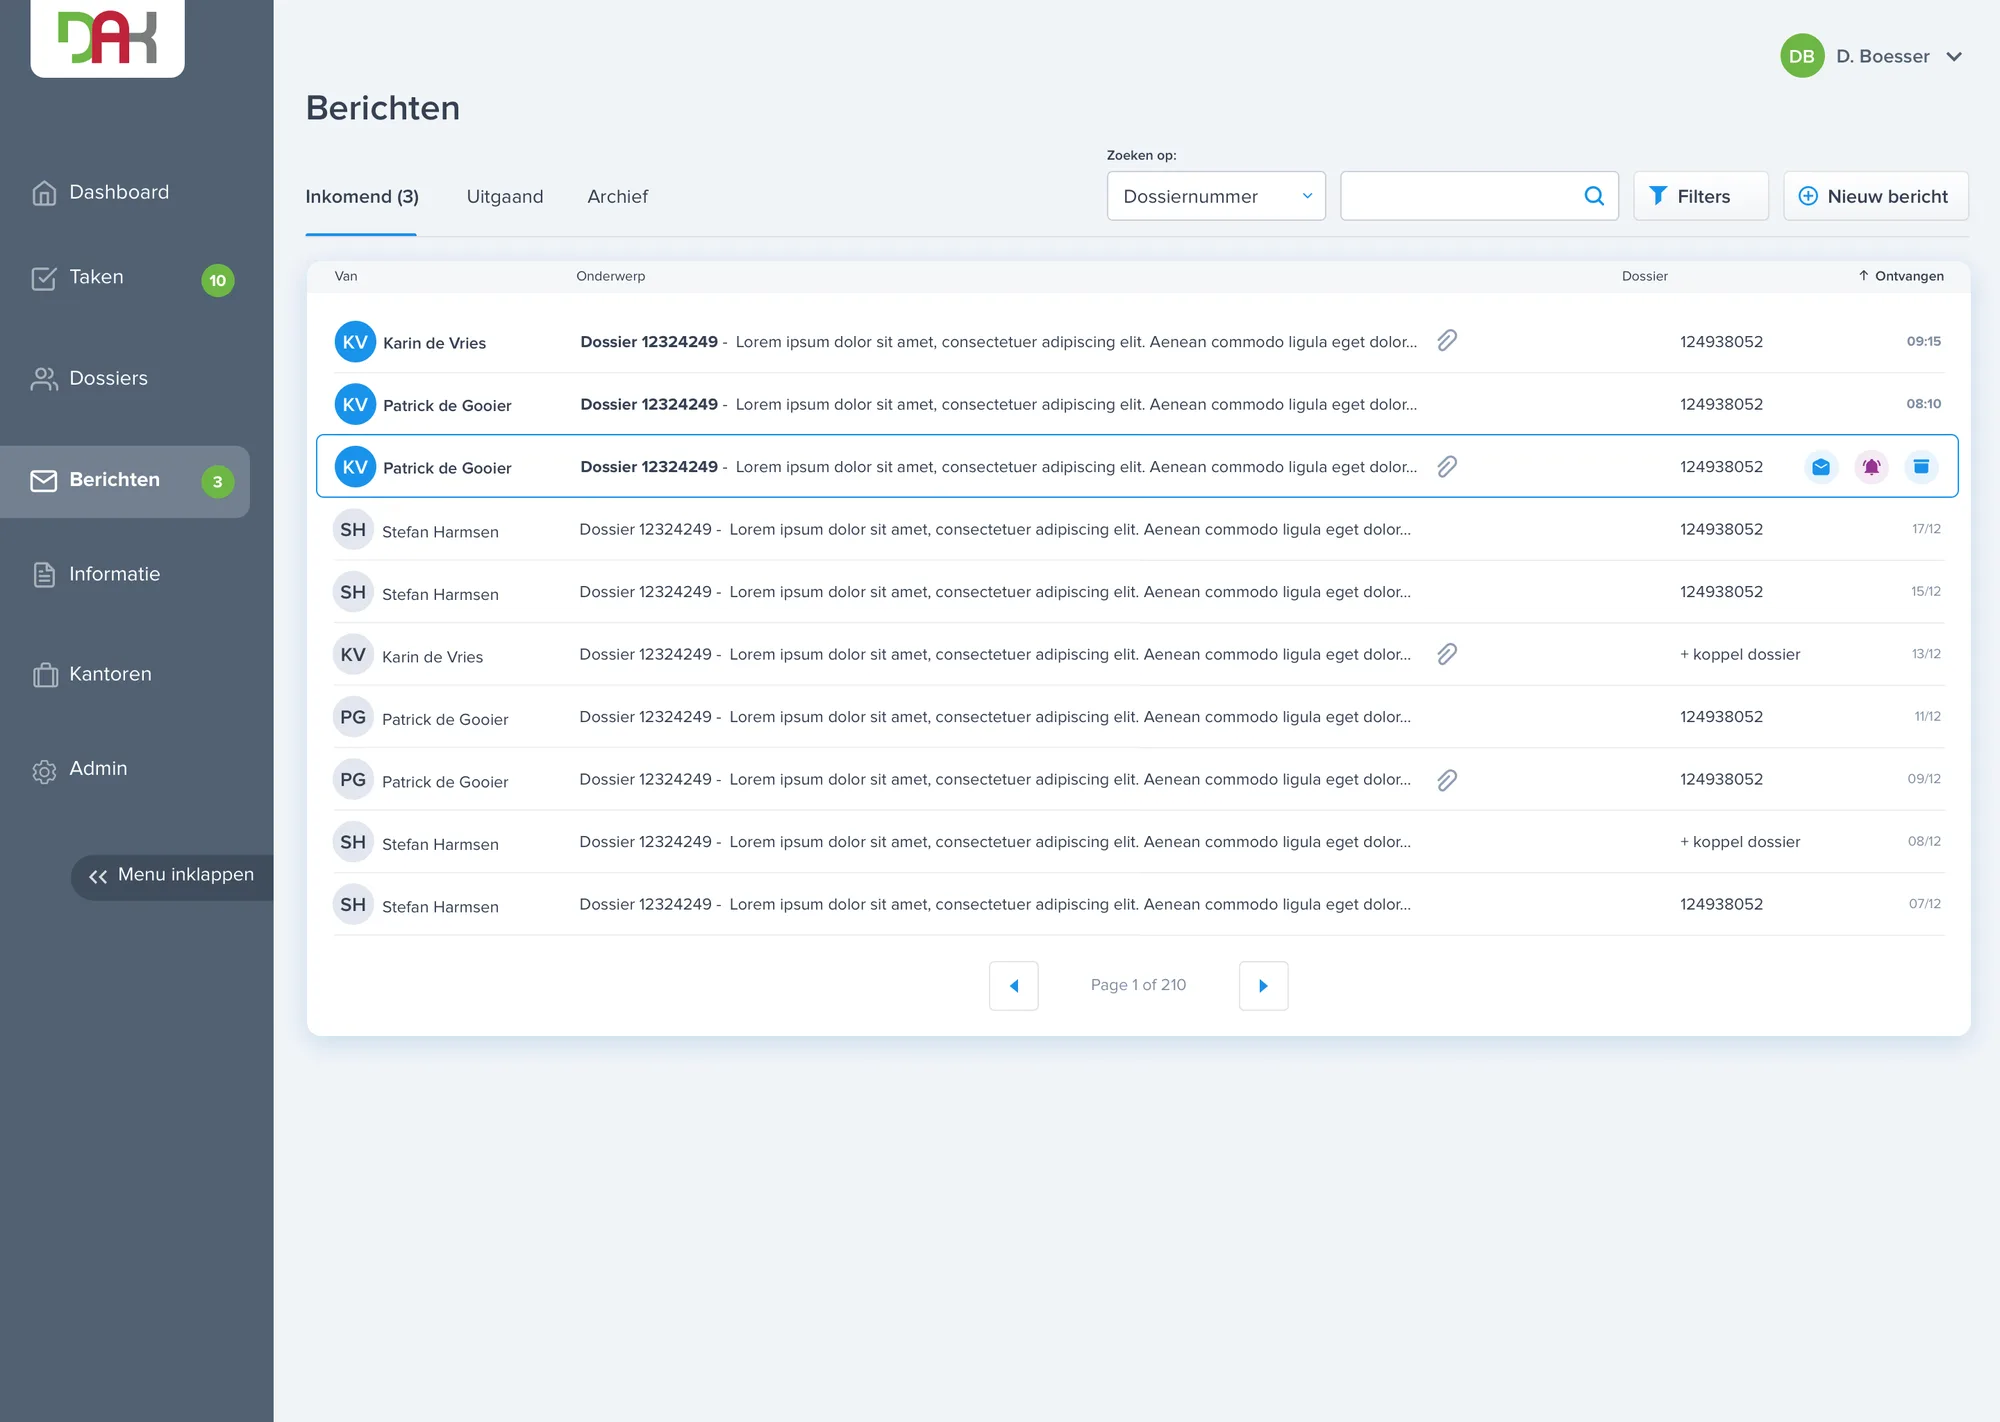 DAK
DB D. Boesser
Berichten
Zoeken op:
Inkomend (3) Uitgaand Archief Dossiernummer Filters Nieuw bericht
Dashboard
Taken 10
Dossiers
Berichten 3
Informatie
Kantoren
Admin
Menu inklappen
Van Onderwerp Dossier ↑ Ontvangen
KV Karin de Vries Dossier 12324249 - Lorem ipsum dolor sit amet, consectetuer adipiscing elit. Aenean commodo ligula eget dolor... 124938052 09:15
KV Patrick de Gooier Dossier 12324249 - Lorem ipsum dolor sit amet, consectetuer adipiscing elit. Aenean commodo ligula eget dolor... 124938052 08:10
KV Patrick de Gooier Dossier 12324249 - Lorem ipsum dolor sit amet, consectetuer adipiscing elit. Aenean commodo ligula eget dolor... 124938052
SH Stefan Harmsen Dossier 12324249 - Lorem ipsum dolor sit amet, consectetuer adipiscing elit. Aenean commodo ligula eget dolor... 124938052 17/12
SH Stefan Harmsen Dossier 12324249 - Lorem ipsum dolor sit amet, consectetuer adipiscing elit. Aenean commodo ligula eget dolor... 124938052 15/12
KV Karin de Vries Dossier 12324249 - Lorem ipsum dolor sit amet, consectetuer adipiscing elit. Aenean commodo ligula eget dolor... + koppel dossier 13/12
PG Patrick de Gooier Dossier 12324249 - Lorem ipsum dolor sit amet, consectetuer adipiscing elit. Aenean commodo ligula eget dolor... 124938052 11/12
PG Patrick de Gooier Dossier 12324249 - Lorem ipsum dolor sit amet, consectetuer adipiscing elit. Aenean commodo ligula eget dolor... 124938052 09/12
SH Stefan Harmsen Dossier 12324249 - Lorem ipsum dolor sit amet, consectetuer adipiscing elit. Aenean commodo ligula eget dolor... + koppel dossier 08/12
SH Stefan Harmsen Dossier 12324249 - Lorem ipsum dolor sit amet, consectetuer adipiscing elit. Aenean commodo ligula eget dolor... 124938052 07/12
Page 1 of 210